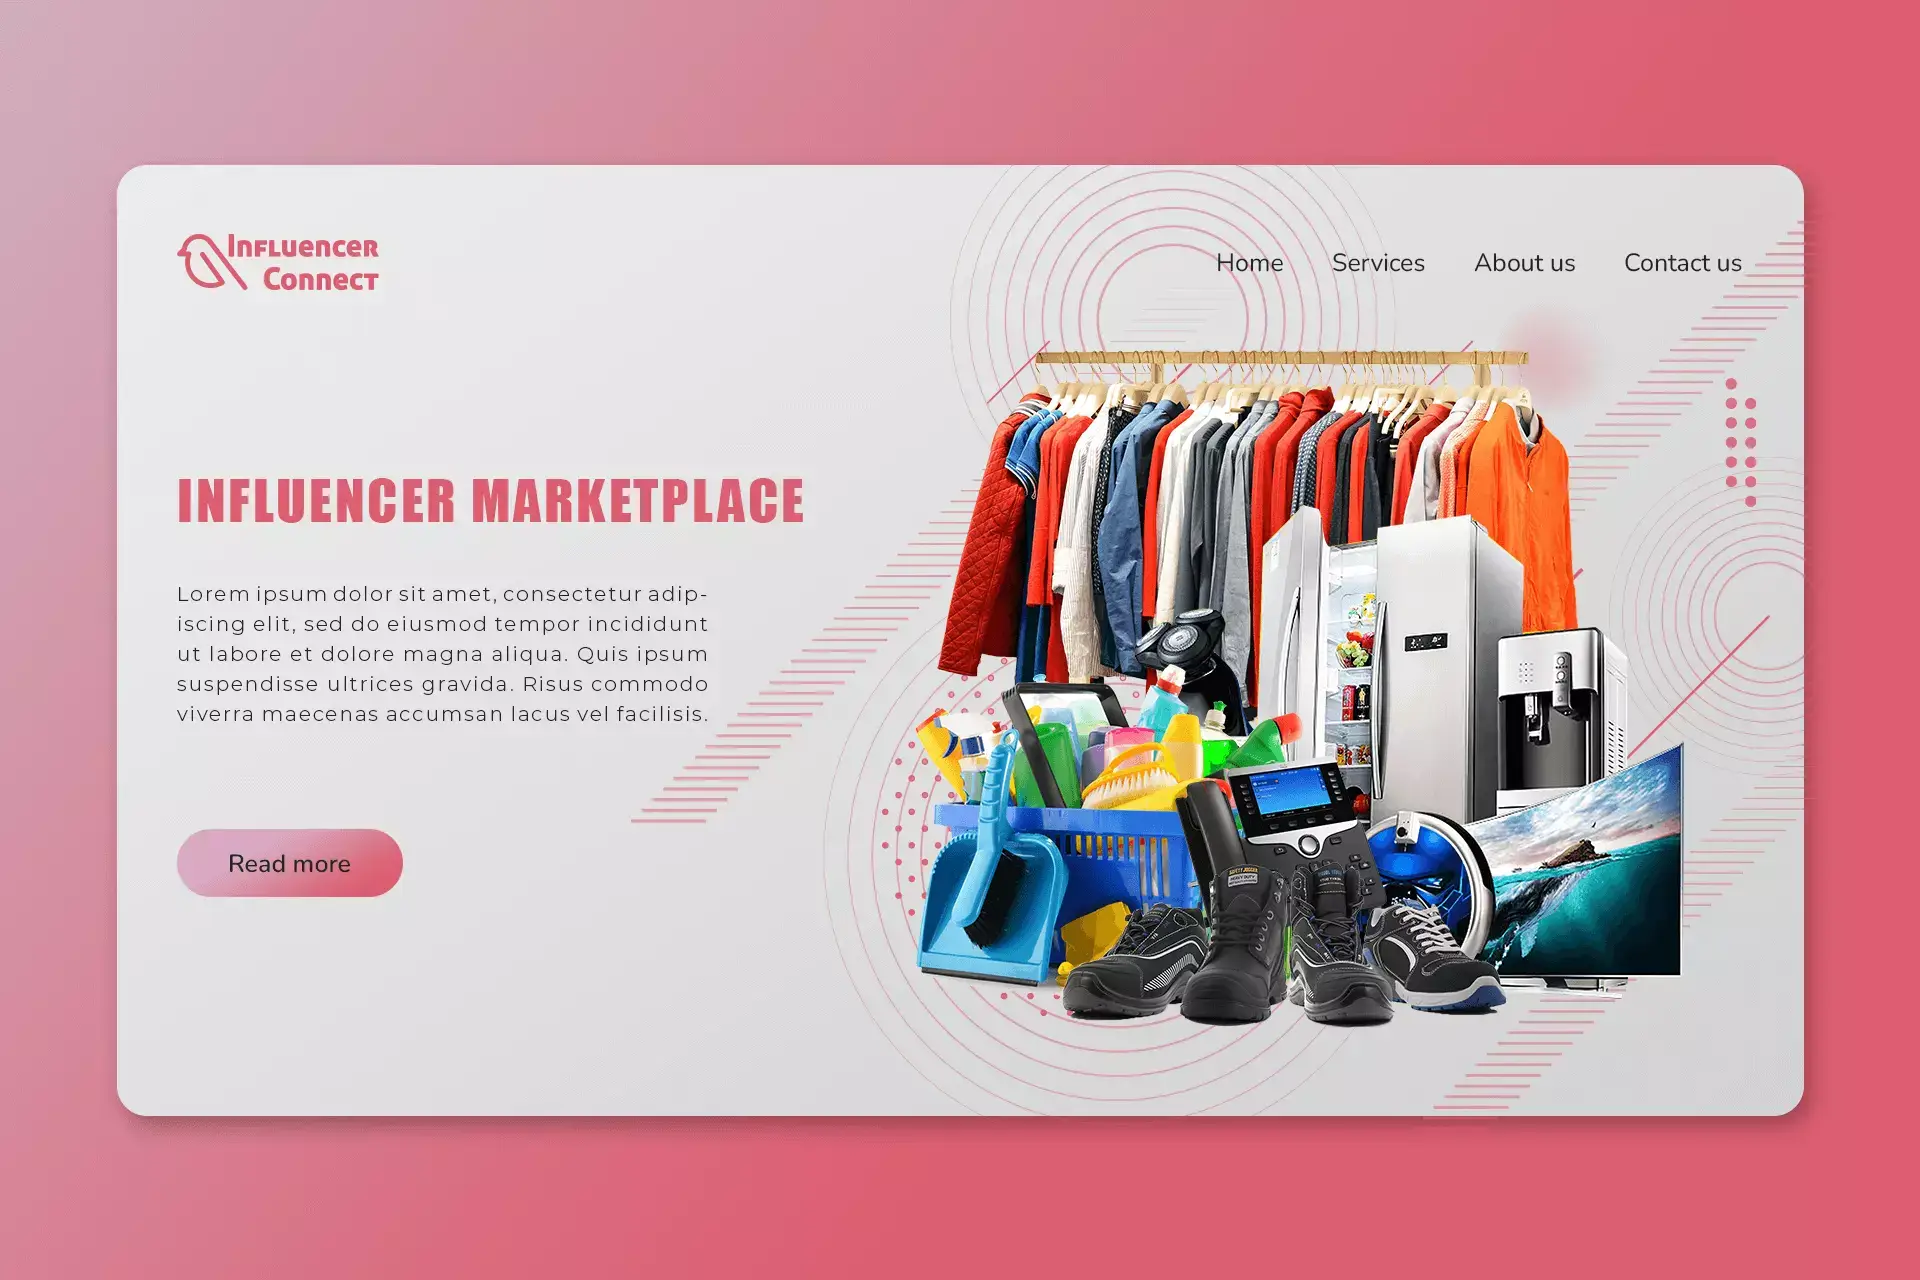 Influencer
Connect
Home Services About us Contact us
INFLUENCER MARKETPLACE
Lorem ipsum dolor sit amet, consectetur adip-
iscing elit, sed do eiusmod tempor incididunt
ut labore et dolore magna aliqua. Quis ipsum
suspendisse ultrices gravida. Risus commodo
viverra maecenas accumsan lacus vel facilisis.
Read more